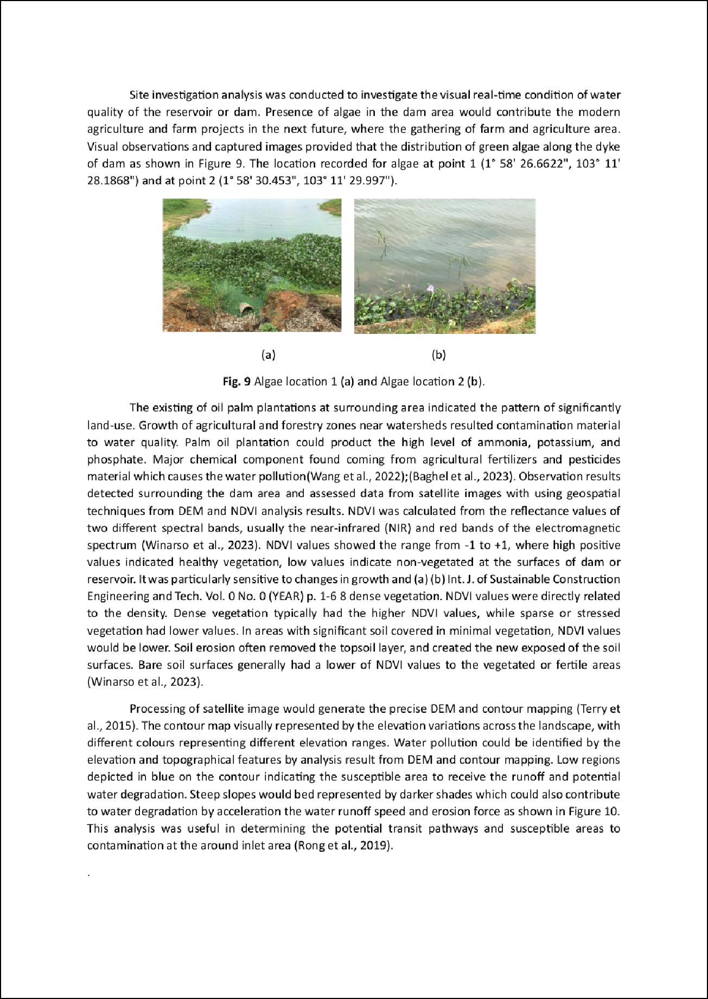 Site investigation analysis was conducted to investigate the visual real-time condition of water
quality of the reservoir or dam. Presence of algae in the dam area would contribute the modern
agriculture and farm projects in the next future, where the gathering of farm and agriculture area.
Visual observations and captured images provided that the distribution of green algae along the dyke
of dam as shown in Figure 9. The location recorded for algae at point 1 (1° 58' 26.6622", 103° 11'
28.1868") and at point 2 (1° 58' 30.453", 103° 11' 29.997").
(a) (b)
Fig. 9 Algae location 1 (a) and Algae location 2 (b).
The existing of oil palm plantations at surrounding area indicated the pattern of significantly
land-use. Growth of agricultural and forestry zones near watersheds resulted contamination material
to water quality. Palm oil plantation could product the high level of ammonia, potassium, and
phosphate. Major chemical component found coming from agricultural fertilizers and pesticides
material which causes the water pollution(Wang et al., 2022);(Baghel et al., 2023). Observation results
detected surrounding the dam area and assessed data from satellite images with using geospatial
techniques from DEM and NDVI analysis results. NDVI was calculated from the reflectance values of
two different spectral bands, usually the near-infrared (NIR) and red bands of the electromagnetic
spectrum (Winarso et al., 2023). NDVI values showed the range from -1 to +1, where high positive
values indicated healthy vegetation, low values indicate non-vegetated at the surfaces of dam or
reservoir. It was particularly sensitive to changes in growth and (a) (b) Int. J. of Sustainable Construction
Engineering and Tech. Vol. 0 No. 0 (YEAR) p. 1-6 8 dense vegetation. NDVI values were directly related
to the density. Dense vegetation typically had the higher NDVI values, while sparse or stressed
vegetation had lower values. In areas with significant soil covered in minimal vegetation, NDVI values
would be lower. Soil erosion often removed the topsoil layer, and created the new exposed of the soil
surfaces. Bare soil surfaces generally had a lower of NDVI values to the vegetated or fertile areas
(Winarso et al., 2023).
Processing of satellite image would generate the precise DEM and contour mapping (Terry et
al., 2015). The contour map visually represented by the elevation variations across the landscape, with
different colours representing different elevation ranges. Water pollution could be identified by the
elevation and topographical features by analysis result from DEM and contour mapping. Low regions
depicted in blue on the contour indicating the susceptible area to receive the runoff and potential
water degradation. Steep slopes would bed represented by darker shades which could also contribute
to water degradation by acceleration the water runoff speed and erosion force as shown in Figure 10.
This analysis was useful in determining the potential transit pathways and susceptible areas to
contamination at the around inlet area (Rong et al., 2019).
.